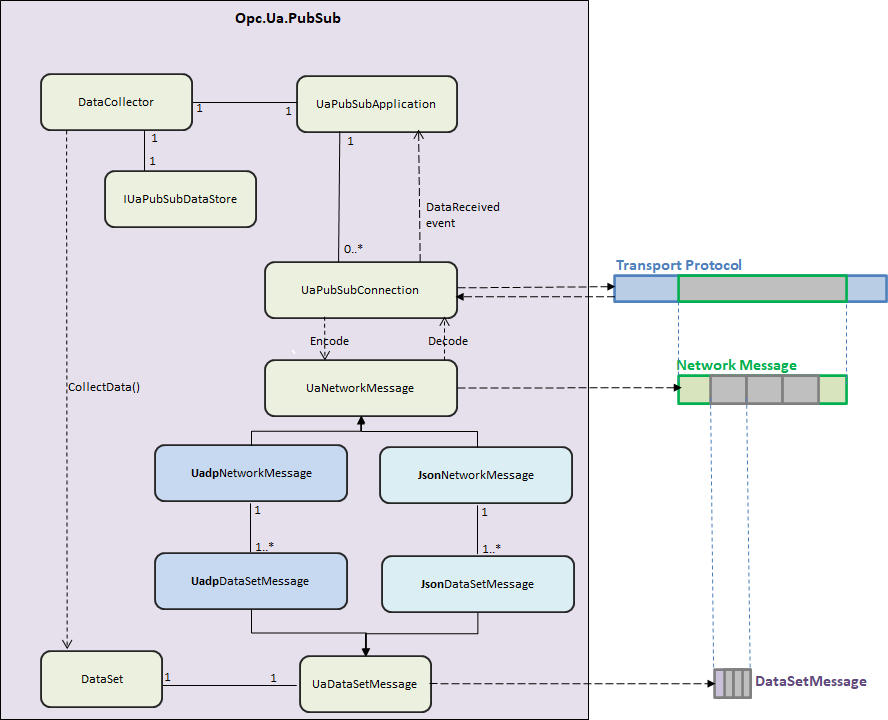 Opc.Ua.PubSub
DataCollector
UaPubSubApplication
1
1
1
1
1
IUaPubSubDataStore
DataReceived
event
0..*
Transport Protocol
UaPubSubConnection
Encode
Decode
Network Message
CollectData()
UaNetworkMessage
UadpNetworkMessage
JsonNetworkMessage
1
1
1..*
1..*
UadpDataSetMessage
JsonDataSetMessage
DataSet
1
1
UaDataSetMessage
DataSetMessage